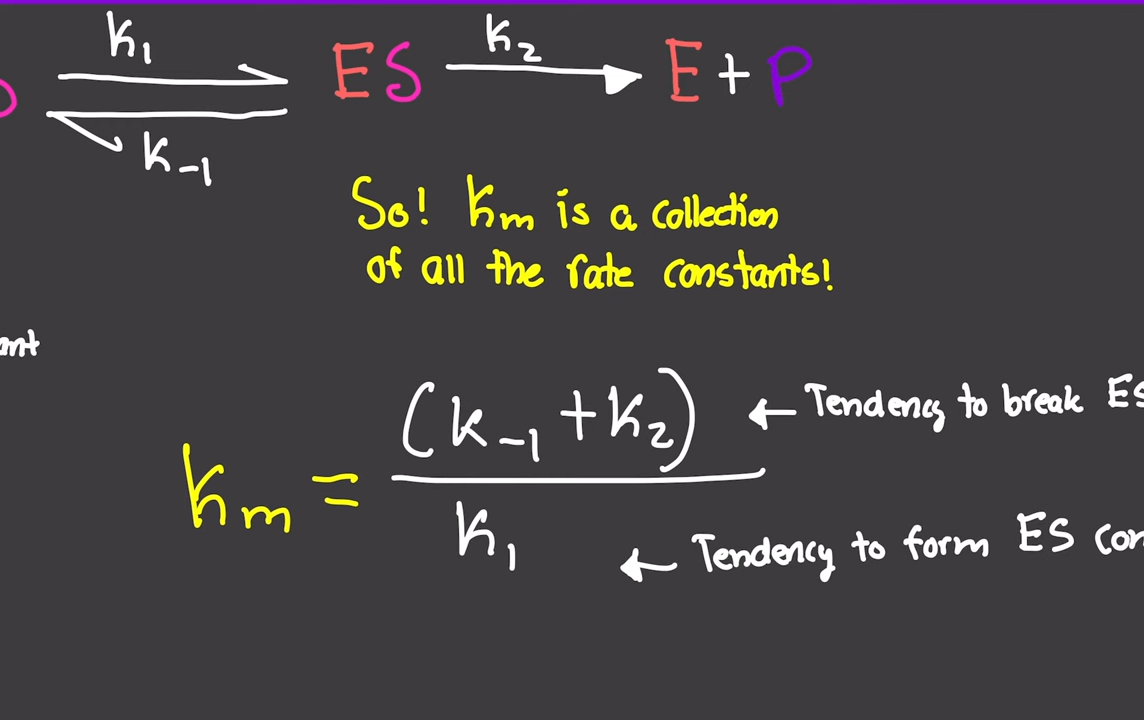 k₁
ES k₂ E + P
k₋₁
So! km is a collection
of all the rate constants!
(k₋₁ + k₂) ← Tendency to break ES
km =
k₁ ← Tendency to form ES